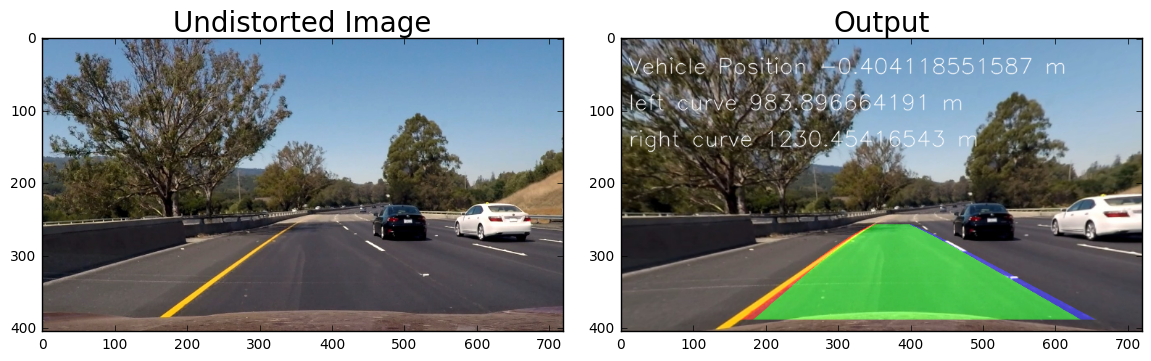 Undistorted Image
Output
0
100
200
300
400
0 100 200 300 400 500 600 700
0
100
200
300
400
0 100 200 300 400 500 600 700
Vehicle Position -0.404118551587 m
left curve 983.896664191 m
right curve 1230.45416543 m